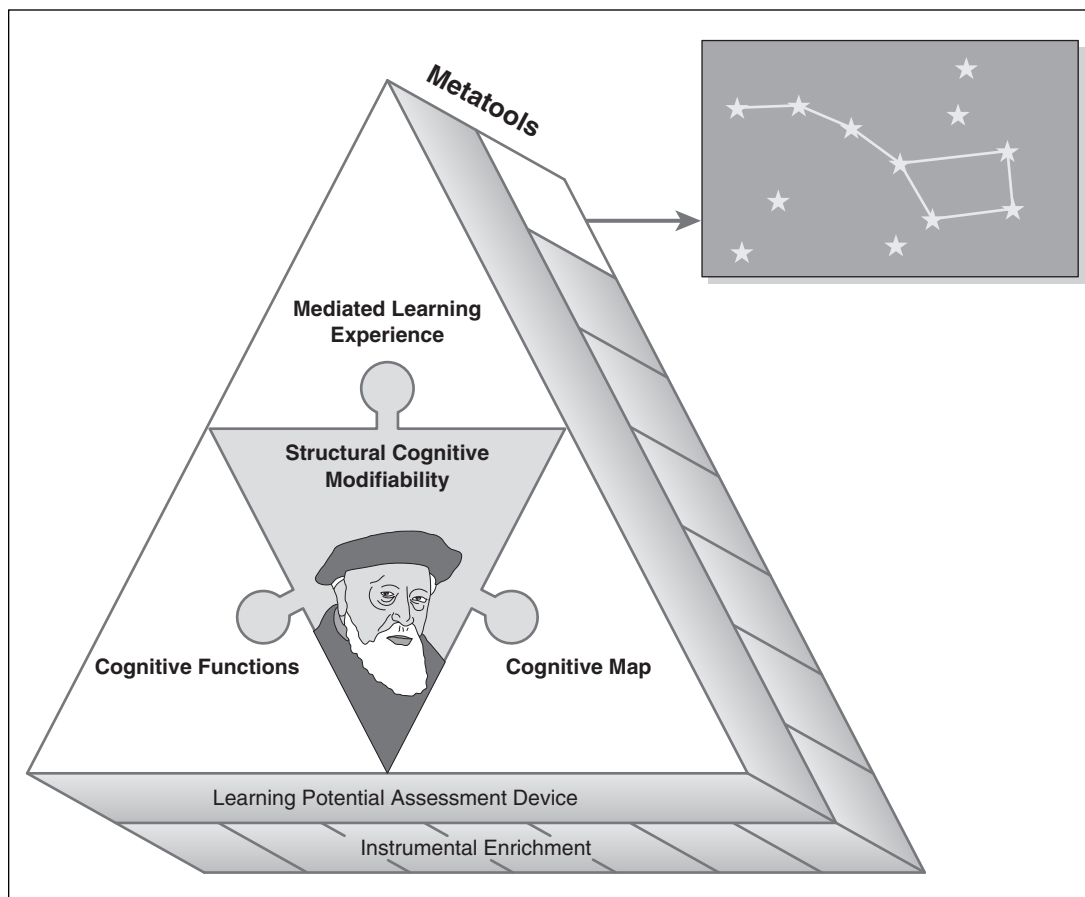 Metatools
Mediated Learning
Experience
Structural Cognitive
Modifiability
Cognitive Functions
Cognitive Map
Learning Potential Assessment Device
Instrumental Enrichment